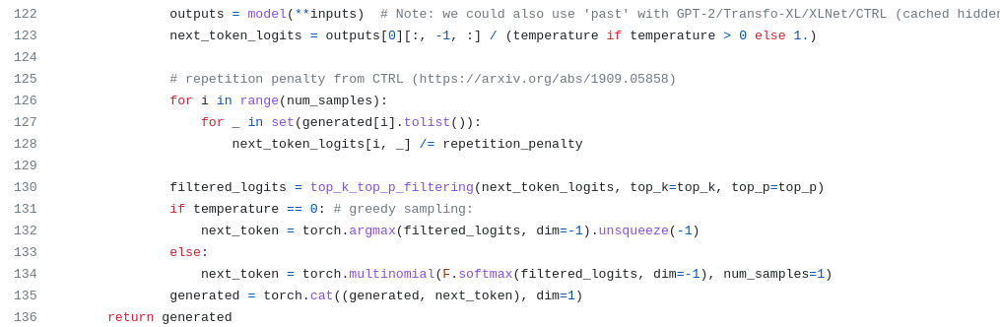 122 outputs = model(**inputs)  # Note: we could also use 'past' with GPT-2/Transfo-XL/XLNet/CTRL (cached hidden
123 next_token_logits = outputs[0][:, -1, :] / (temperature if temperature > 0 else 1.)
124
125 # repetition penalty from CTRL (https://arxiv.org/abs/1909.05858)
126 for i in range(num_samples):
127 for _ in set(generated[i].tolist()):
128 next_token_logits[i, _] /= repetition_penalty
129
130 filtered_logits = top_k_top_p_filtering(next_token_logits, top_k=top_k, top_p=top_p)
131 if temperature == 0: # greedy sampling:
132 next_token = torch.argmax(filtered_logits, dim=-1).unsqueeze(-1)
133 else:
134 next_token = torch.multinomial(F.softmax(filtered_logits, dim=-1), num_samples=1)
135 generated = torch.cat((generated, next_token), dim=1)
136 return generated